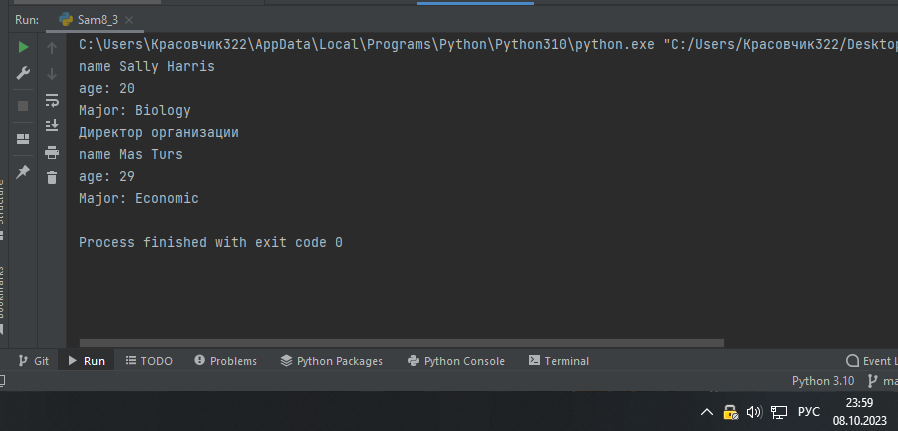 Run: Sam8_3
C:\Users\Красовчик322\AppData\Local\Programs\Python\Python310\python.exe "C:/Users/Красовчик322/Desktop
name Sally Harris
age: 20
Major: Biology
Директор организации
name Mas Turs
age: 29
Major: Economic
Process finished with exit code 0
Structure
Bookmarks
Git Run TODO Problems Python Packages Python Console Terminal Event L
Python 3.10 ma
РУС 23:59
08.10.2023